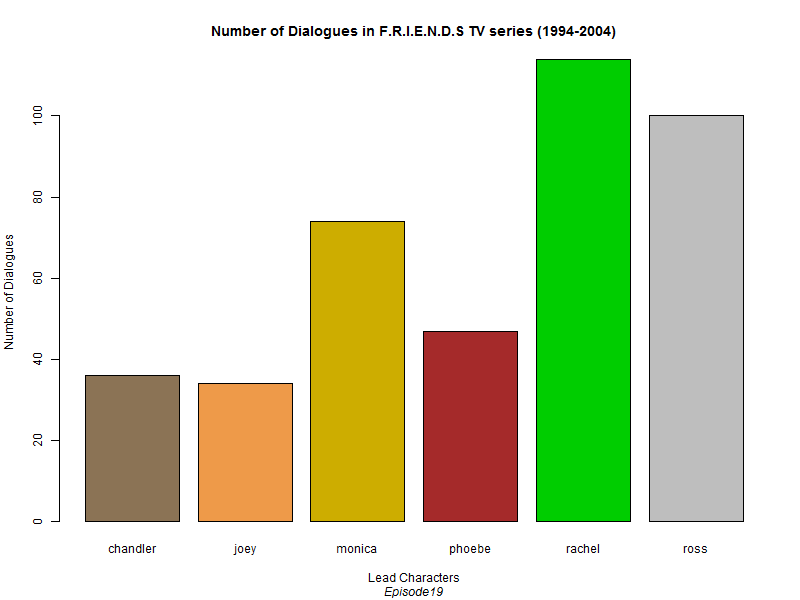 Number of Dialogues in F.R.I.E.N.D.S TV series (1994-2004)
Number of Dialogues
100
80
60
40
20
0
chandler joey monica phoebe rachel ross
Lead Characters
Episode19